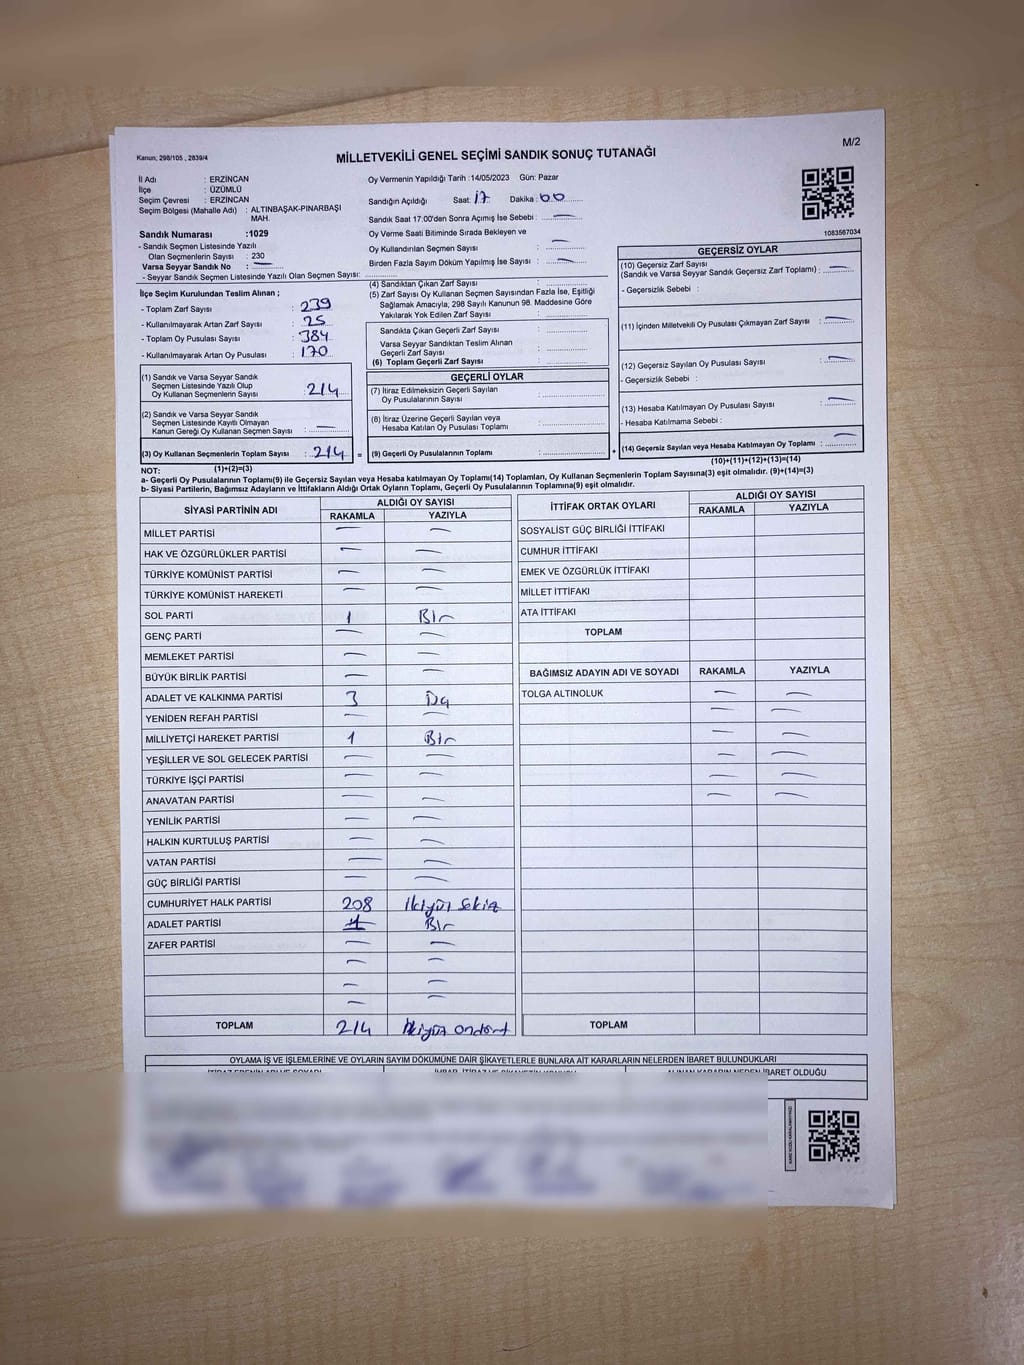 M/2
Kanun; 298/105 , 2839/4
MİLLETVEKİLİ GENEL SEÇİMİ SANDIK SONUÇ TUTANAĞI
İl Adı : ERZİNCAN
İlçe : ÜZÜMLÜ
Seçim Çevresi : ERZİNCAN
Seçim Bölgesi (Mahalle Adı) : ALTINBAŞAK-PINARBAŞI
MAH.
Sandık Numarası :1029
- Sandık Seçmen Listesinde Yazılı
Olan Seçmenlerin Sayısı : 230
Varsa Seyyar Sandık No : —
- Seyyar Sandık Seçmen Listesinde Yazılı Olan Seçmen Sayısı:
Oy Vermenin Yapıldığı Tarih :14/05/2023 Gün: Pazar
Sandığın Açıldığı Saat: 17 Dakika : 00
Sandık Saat 17:00'den Sonra Açımış İse Sebebi : —
Oy Verme Saati Bitiminde Sırada Bekleyen ve
Oy Kullandırılan Seçmen Sayısı : —
Birden Fazla Sayım Döküm Yapılmış İse Sayısı : —
1083567034
İlçe Seçim Kurulundan Teslim Alınan ;
- Toplam Zarf Sayısı : 239
- Kullanılmayarak Artan Zarf Sayısı : 25
- Toplam Oy Pusulası Sayısı : 384
- Kullanılmayarak Artan Oy Pusulası : 170
(1) Sandık ve Varsa Seyyar Sandık
Seçmen Listesinde Yazılı Olup
Oy Kullanan Seçmenlerin Sayısı : 214
(2) Sandık ve Varsa Seyyar Sandık
Seçmen Listesinde Kayıtlı Olmayan
Kanun Gereği Oy Kullanan Seçmen Sayısı : —
(3) Oy Kullanan Seçmenlerin Toplam Sayısı : 214 =
(4) Sandıktan Çıkan Zarf Sayısı :
(5) Zarf Sayısı Oy Kullanan Seçmen Sayısından Fazla İse, Eşitliği
Sağlamak Amacıyla; 298 Sayılı Kanunun 98. Maddesine Göre
Yakılarak Yok Edilen Zarf Sayısı :
Sandıkta Çıkan Geçerli Zarf Sayısı :
Varsa Seyyar Sandıktan Teslim Alınan
Geçerli Zarf Sayısı :
(6) Toplam Geçerli Zarf Sayısı :
GEÇERLİ OYLAR
(7) İtiraz Edilmeksizin Geçerli Sayılan
Oy Pusulalarının Sayısı :
(8) İtiraz Üzerine Geçerli Sayılan veya
Hesaba Katılan Oy Pusulası Toplamı :
(9) Geçerli Oy Pusulalarının Toplamı : +
GEÇERSİZ OYLAR
(10) Geçersiz Zarf Sayısı
(Sandık ve Varsa Seyyar Sandık Geçersiz Zarf Toplamı) : —
- Geçersizlik Sebebi :
(11) İçinden Milletvekili Oy Pusulası Çıkmayan Zarf Sayısı : —
(12) Geçersiz Sayılan Oy Pusulası Sayısı : —
- Geçersizlik Sebebi :
(13) Hesaba Katılmayan Oy Pusulası Sayısı : —
- Hesaba Katılmama Sebebi :
(14) Geçersiz Sayılan veya Hesaba Katılmayan Oy Toplamı : —
NOT: (1)+(2)=(3) (10)+(11)+(12)+(13)=(14)
a- Geçerli Oy Pusulalarının Toplamı(9) ile Geçersiz Sayılan veya Hesaba katılmayan Oy Toplamı(14) Toplamları, Oy Kullanan Seçmenlerin Toplam Sayısına(3) eşit olmalıdır. (9)+(14)=(3)
b- Siyasi Partilerin, Bağımsız Adayların ve İttifakların Aldığı Ortak Oyların Toplamı, Geçerli Oy Pusulalarının Toplamına(9) eşit olmalıdır.
SİYASİ PARTİNİN ADI ALDIĞI OY SAYISI
RAKAMLA YAZIYLA
MİLLET PARTİSİ — —
HAK VE ÖZGÜRLÜKLER PARTİSİ — —
TÜRKİYE KOMÜNİST PARTİSİ — —
TÜRKİYE KOMÜNİST HAREKETİ — —
SOL PARTİ 1 Bir
GENÇ PARTİ — —
MEMLEKET PARTİSİ — —
BÜYÜK BİRLİK PARTİSİ — —
ADALET VE KALKINMA PARTİSİ 3
YENİDEN REFAH PARTİSİ — —
MİLLİYETÇİ HAREKET PARTİSİ 1 Bir
YEŞİLLER VE SOL GELECEK PARTİSİ — —
TÜRKİYE İŞÇİ PARTİSİ — —
ANAVATAN PARTİSİ — —
YENİLİK PARTİSİ — —
HALKIN KURTULUŞ PARTİSİ — —
VATAN PARTİSİ — —
GÜÇ BİRLİĞİ PARTİSİ — —
CUMHURİYET HALK PARTİSİ 208 İkiyüz Sekiz
ADALET PARTİSİ 1 Bir
ZAFER PARTİSİ — —
— —
— —
— —
TOPLAM 214 İkiyüz Ondört
İTTİFAK ORTAK OYLARI ALDIĞI OY SAYISI
RAKAMLA YAZIYLA
SOSYALİST GÜÇ BİRLİĞİ İTTİFAKI
CUMHUR İTTİFAKI
EMEK VE ÖZGÜRLÜK İTTİFAKI
MİLLET İTTİFAKI
ATA İTTİFAKI
TOPLAM
BAĞIMSIZ ADAYIN ADI VE SOYADI RAKAMLA YAZIYLA
TOLGA ALTINOLUK — —
— —
— —
— —
— —
— —
TOPLAM
OYLAMA İŞ VE İŞLEMLERİNE VE OYLARIN SAYIM DÖKÜMÜNE DAİR ŞİKAYETLERLE BUNLARA AİT KARARLARIN NELERDEN İBARET BULUNDUKLARI
İBARET OLDUĞU